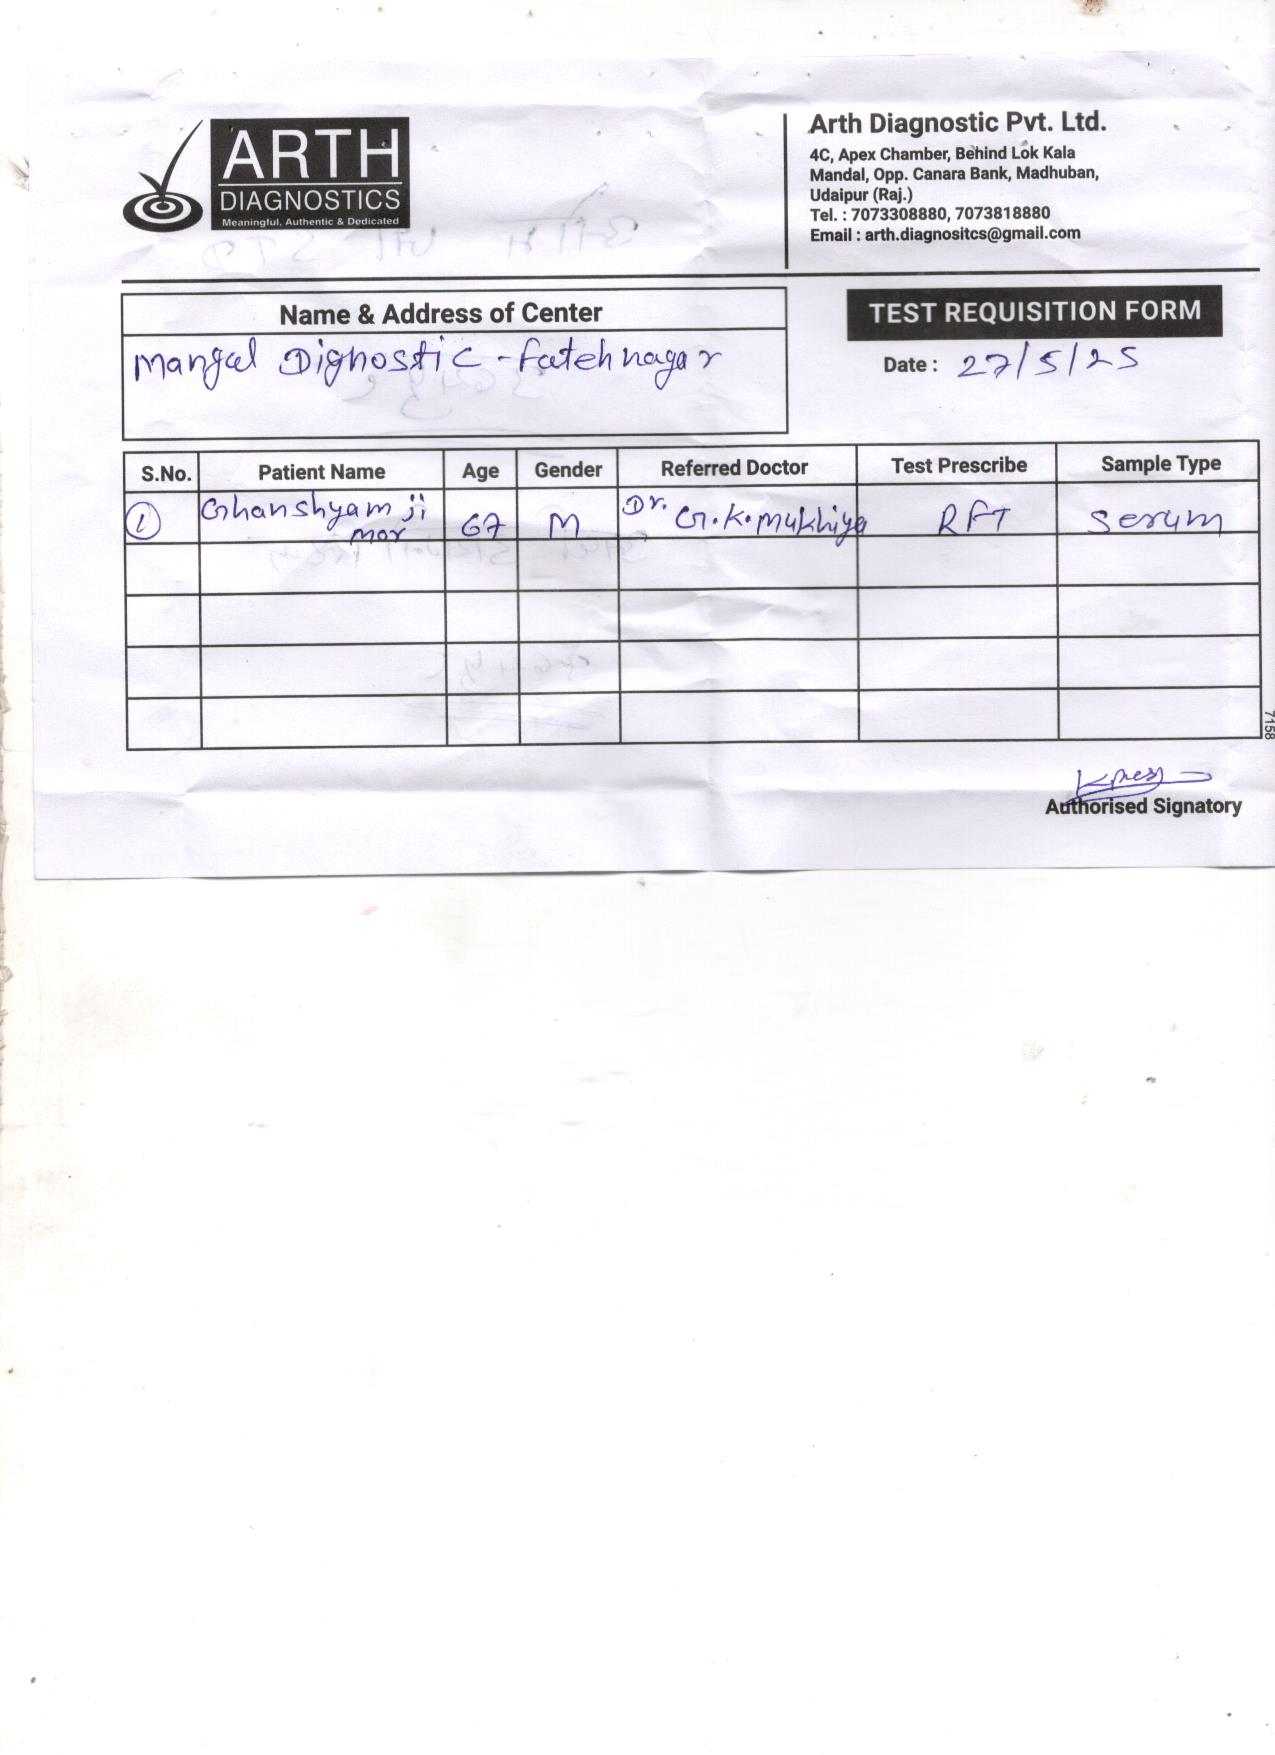 ARTH
DIAGNOSTICS
Meaningful, Authentic & Dedicated
Arth Diagnostic Pvt. Ltd.
4C, Apex Chamber, Behind Lok Kala
Mandal, Opp. Canara Bank, Madhuban,
Udaipur (Raj.)
Tel. : 7073308880, 7073818880
Email : arth.diagnositcs@gmail.com
Name & Address of Center
Mangal Dignostic - Fatehnagar
TEST REQUISITION FORM
Date : 27/5/25
S.No. Patient Name Age Gender Referred Doctor Test Prescribe Sample Type
1 Ghanshyam ji mor 67 M Dr. G.K. Mukhiya RFT Serum
7158
Authorised Signatory